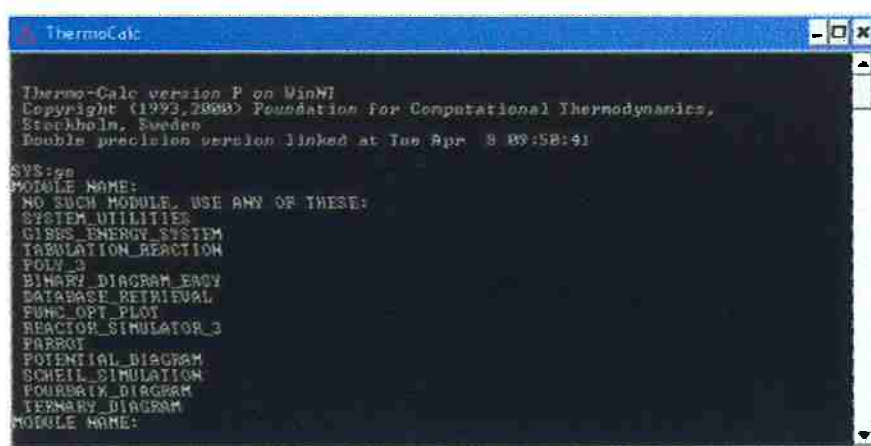 ThermoCalc
Thermo-Calc version P on WinNT
Copyright (1993,2000) Foundation for Computational Thermodynamics,
Stockholm, Sweden
Double precision version linked at Tue Apr 8 09:50:41
SYS:go
MODULE NAME:
NO SUCH MODULE, USE ANY OF THESE:
SYSTEM_UTILITIES
GIBBS_ENERGY_SYSTEM
TABULATION_REACTION
POLY_3
BINARY_DIAGRAM_EASY
DATABASE_RETRIEVAL
FUNC_OPT_PLOT
REACTOR_SIMULATOR_3
PARROT
POTENTIAL_DIAGRAM
SCHEIL_SIMULATION
POURBAIX_DIAGRAM
TERNARY_DIAGRAM
MODULE NAME: